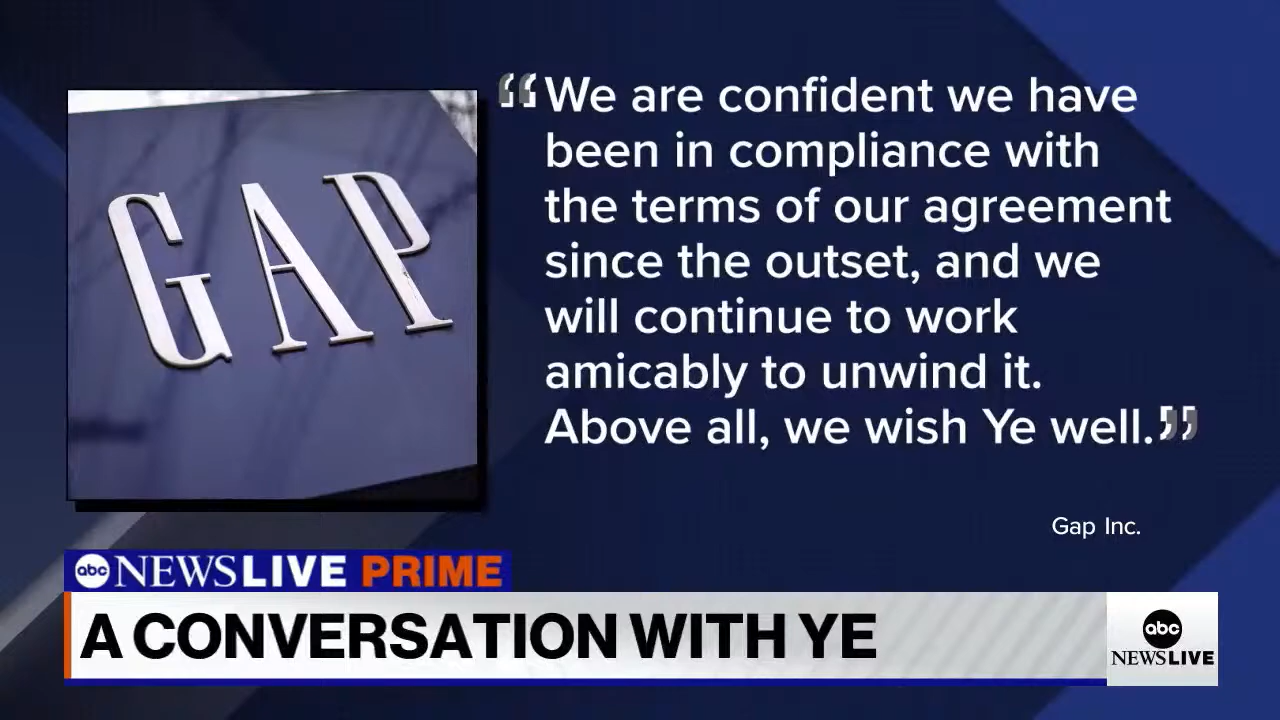 GAP
“We are confident we have
been in compliance with
the terms of our agreement
since the outset, and we
will continue to work
amicably to unwind it.
Above all, we wish Ye well.”
Gap Inc.
abc NEWS LIVE PRIME
A CONVERSATION WITH YE
abc
NEWS LIVE